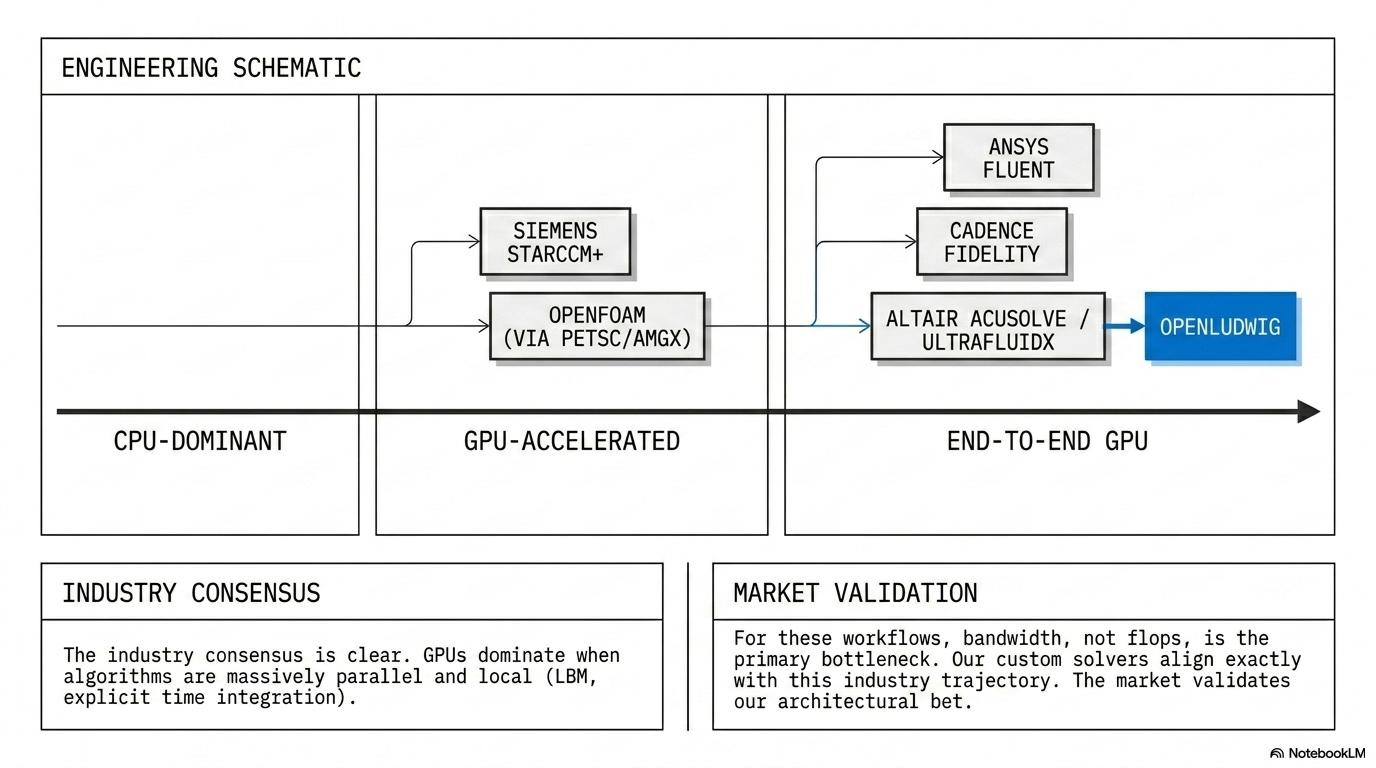 ENGINEERING SCHEMATIC
ANSYS
FLUENT
SIEMENS
STARCCM+
CADENCE
FIDELITY
OPENFOAM
(VIA PETSC/AMGX)
ALTAIR ACUSOLVE /
ULTRAFLUIDX
OPENLUDWIG
CPU-DOMINANT
GPU-ACCELERATED
END-TO-END GPU
INDUSTRY CONSENSUS
The industry consensus is clear. GPUs dominate when
algorithms are massively parallel and local (LBM,
explicit time integration).
MARKET VALIDATION
For these workflows, bandwidth, not flops, is the
primary bottleneck. Our custom solvers align exactly
with this industry trajectory. The market validates
our architectural bet.
NotebookLM